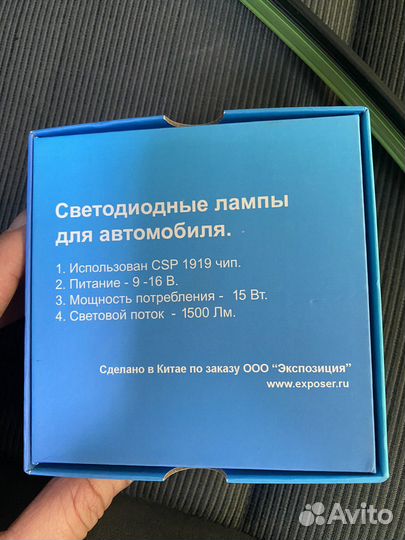 Светодиодные лампы
для автомобиля.
1. Использован CSP 1919 чип.
2. Питание - 9 -16 В.
3. Мощность потребления - 15 Вт.
4. Световой поток - 1500 Лм.
Сделано в Китае по заказу ООО "Экспозиция"
www.exposer.ru
Avito